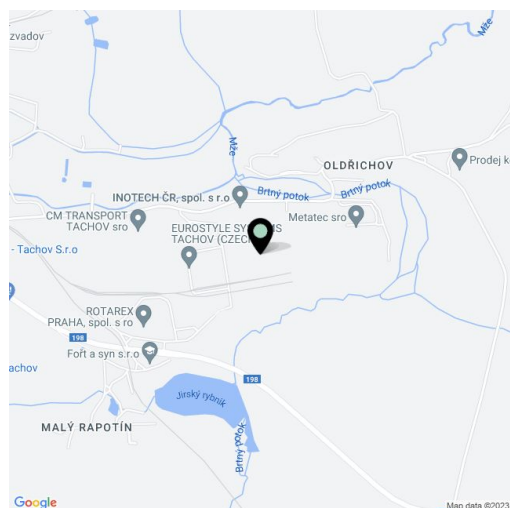 zvadov
Mže
Mže
OLDŘICHOV
Prodej k
INOTECH ČR, spol. s r.o
Brtný potok
Brtný potok
CM TRANSPORT
TACHOV sro
Metatec sro
EUROSTYLE SY
MS
TACHOV (CZEC
- Tachov S.r.o
ROTAREX
PRAHA, spol. s ro
198
Fořt a syn s.r.o
198
achov
Jirský rybník
MALÝ RAPOTÍN
Brtný potok
Google
Map data ©2023